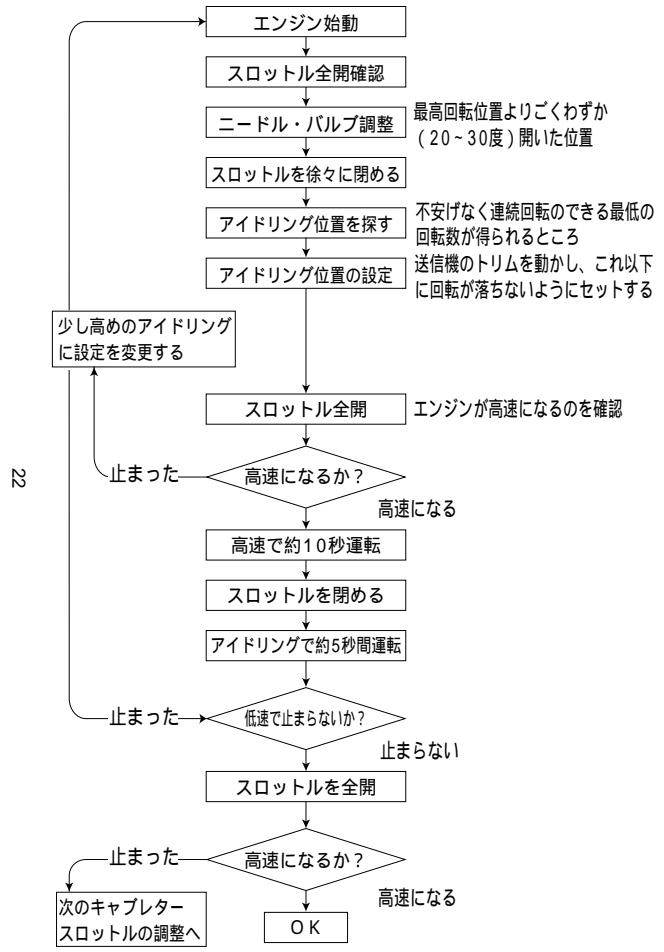 エンジン始動
スロットル全開確認
ニードル・バルブ調整
最高回転位置よりごくわずか
(20~30度)開いた位置
スロットルを徐々に閉める
アイドリング位置を探す
不安げなく連続回転のできる最低の
回転数が得られるところ
アイドリング位置の設定
送信機のトリムを動かし、これ以下
に回転が落ちないようにセットする
少し高めのアイドリング
に設定を変更する
スロットル全開
エンジンが高速になるのを確認
止まった
高速になるか?
高速になる
22
高速で約10秒運転
スロットルを閉める
アイドリングで約5秒間運転
止まった
低速で止まらないか?
止まらない
スロットルを全開
止まった
高速になるか?
高速になる
次のキャブレター
スロットルの調整へ
OK